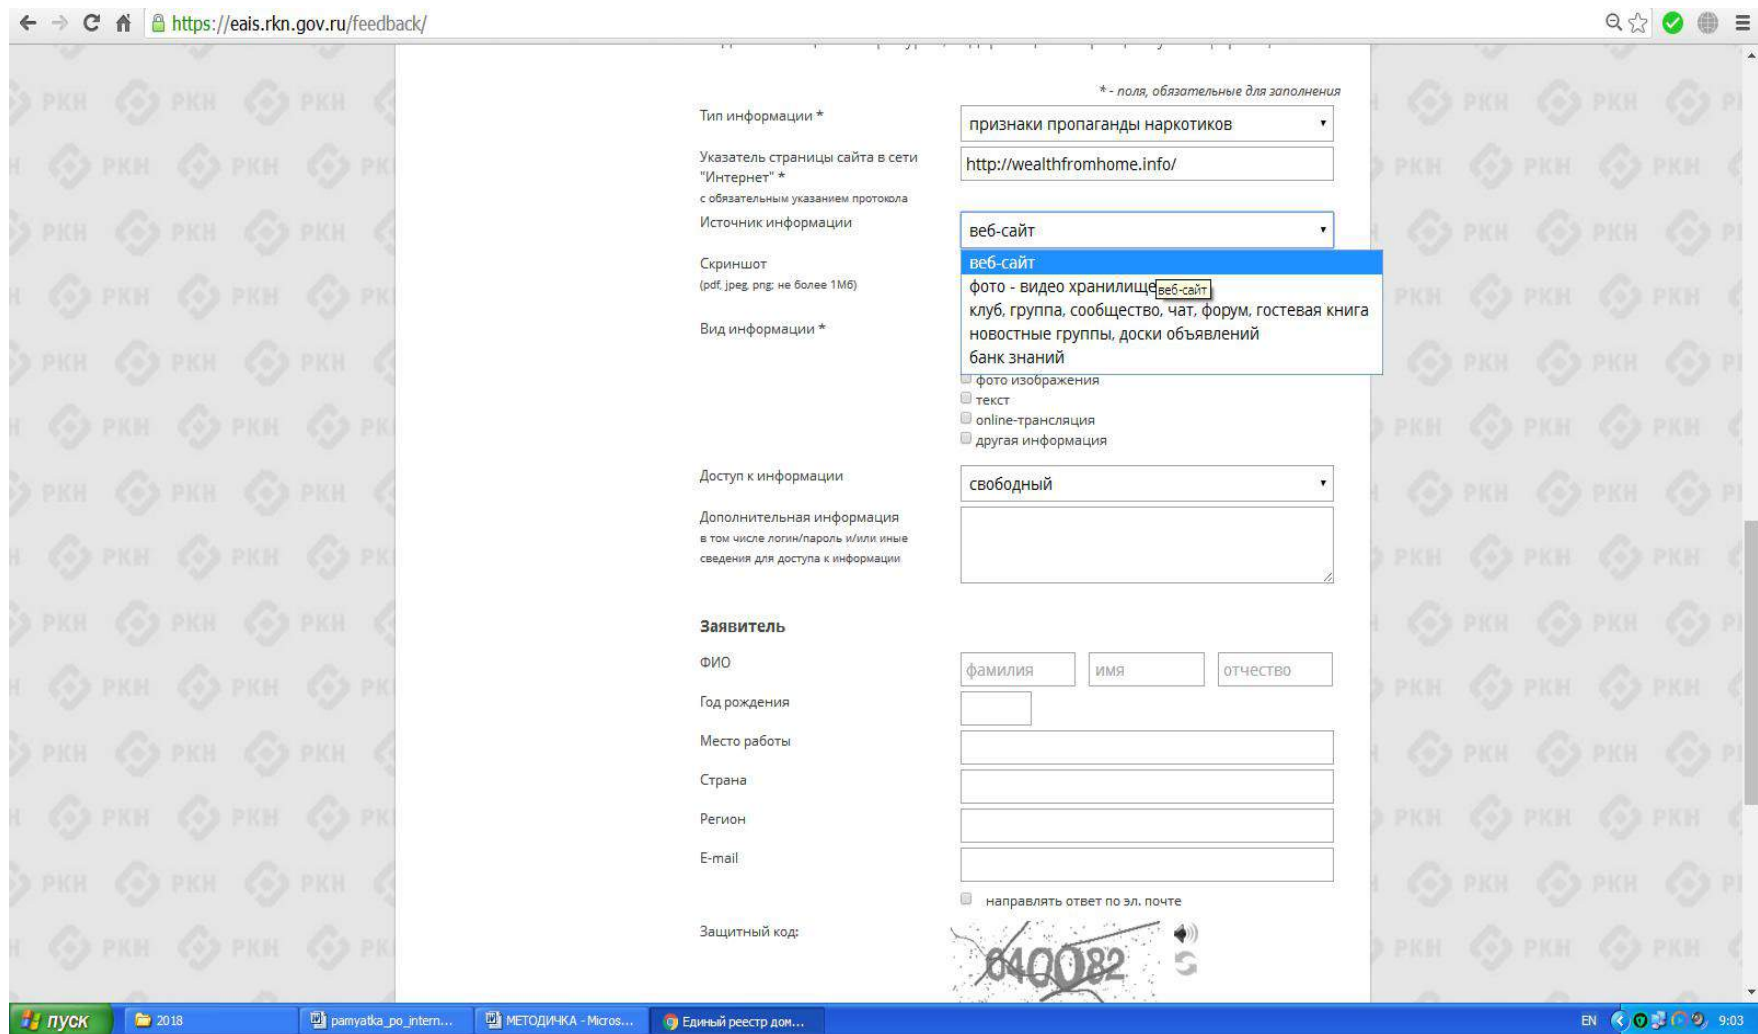 https://eais.rkn.gov.ru/feedback/
* - поля, обязательные для заполнения
Тип информации *
признаки пропаганды наркотиков
Указатель страницы сайта в сети
"Интернет" *
с обязательным указанием протокола
http://wealthfromhome.info/
Источник информации
веб-сайт
веб-сайт
фото - видео хранилище
веб-сайт
клуб, группа, сообщество, чат, форум, гостевая книга
новостные группы, доски объявлений
банк знаний
Скриншот
(pdf, jpeg, png; не более 1Мб)
Вид информации *
фото изображения
текст
online-трансляция
другая информация
Доступ к информации
свободный
Дополнительная информация
в том числе логин/пароль и/или иные
сведения для доступа к информации
Заявитель
ФИО
фамилия
имя
отчество
Год рождения
Место работы
Страна
Регион
E-mail
направлять ответ по эл. почте
Защитный код:
040082
РКН
пуск
2018
pamyatka_po_intern...
МЕТОДИЧКА - Micros...
Единый реестр дом...
EN
9:03